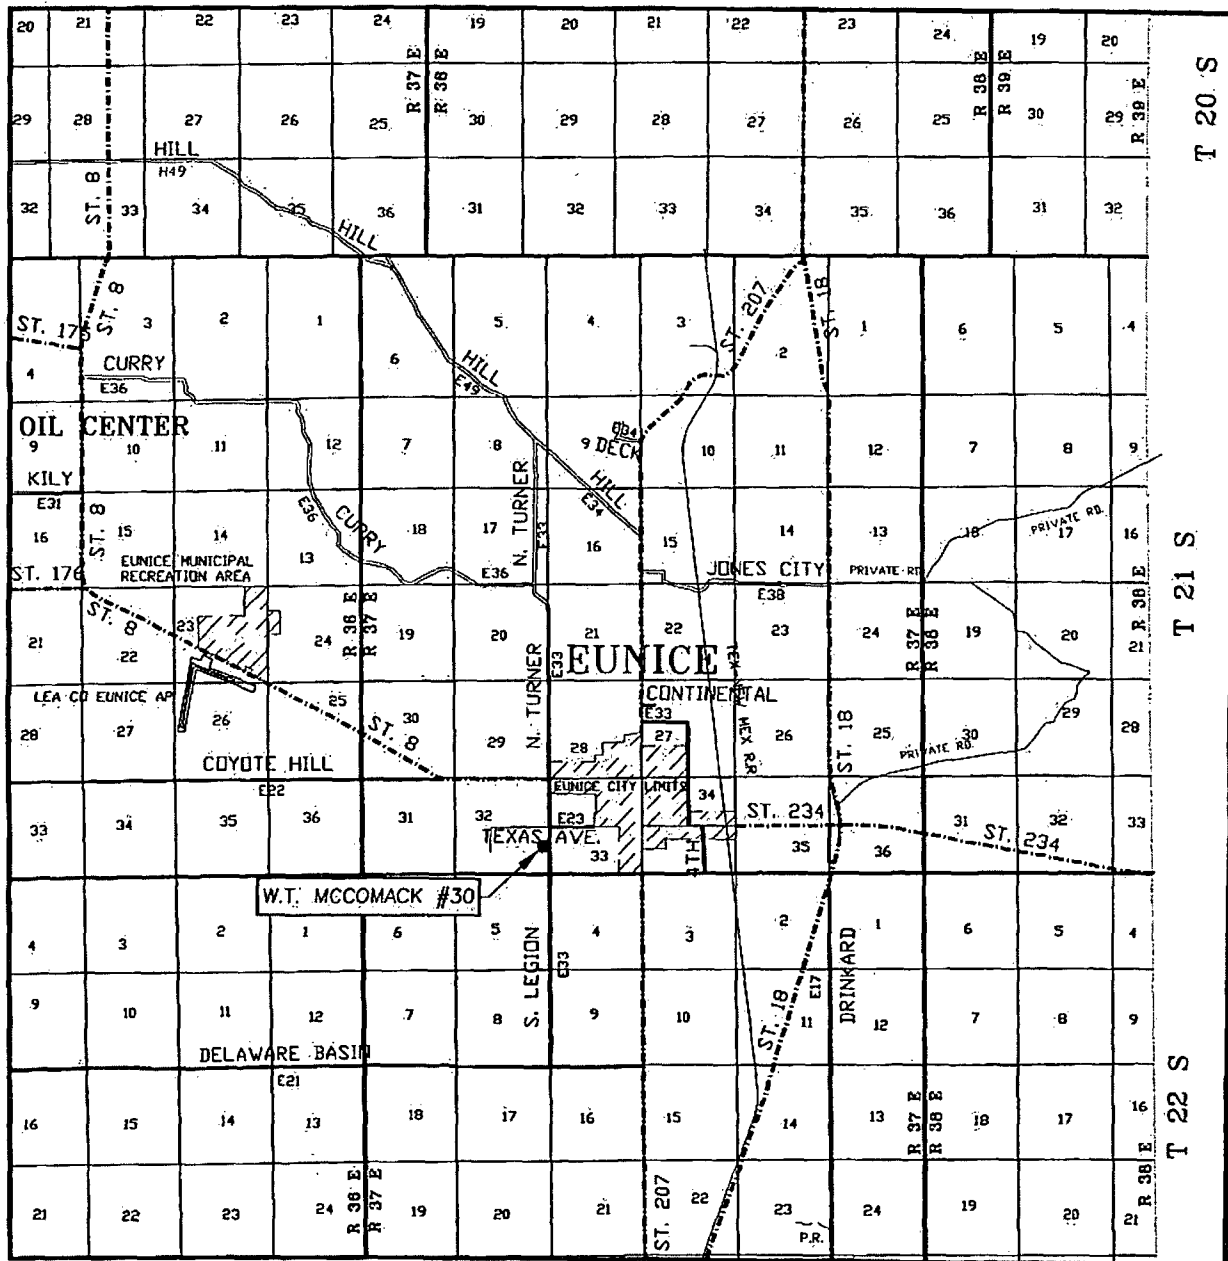 20 21 22 23 24 19 20 21 22 23 24 19 20
R 37 E R 38 E R 38 E R 39 E R 39 E
T 20 S
29 28 27 26 25 30 29 28 27 26 25 30 29
HILL
H49
ST. 8
32 33 34 35 36 31 32 33 34 35 36 31 32
HILL
ST. 8 ST. 207 ST. 18
3 2 1 5 4 3 1 6 5 4
ST. 176
4 CURRY 6 HILL 2
E36 E49
OIL CENTER
834
9 10 11 12 7 8 9 DECK 10 11 12 7 8 9
KILY
E31
HILL
E34
N. TURNER
E33
E36 CURRY
ST. 8
16 15 14 13 18 17 16 15 14 13 18 17 16
PRIVATE RD.
T 21 S
EUNICE MUNICIPAL
RECREATION AREA
ST. 176 E36 JONES CITY PRIVATE RD.
E38
R 36 E R 37 E R 37 E R 38 E R 38 E
ST. 8
21 22 23 24 19 20 21 22 23 24 19 20 21
EUNICE
N. TURNER
E33
TEX NEW MEX R.R
CONTINENTAL
E33
LEA CO EUNICE AP
28 27 26 25 30 29 28 27 26 25 30 29 28
ST. 8 ST. 18
PRIVATE RD.
COYOTE HILL
E22
EUNICE CITY LIMITS
33 34 35 36 31 32 33 34 35 36 31 32 33
E23
TEXAS AVE.
4TH
ST. 234 ST. 234
W.T. MCCOMACK #30
4 3 2 1 6 5 4 3 2 1 6 5 4
S. LEGION
E33
DRINKARD
E17
ST. 18
9 10 11 12 7 8 9 10 11 12 7 8 9
DELAWARE BASIN
E21
T 22 S
16 15 14 13 18 17 16 15 14 13 18 17 16
R 36 E R 37 E R 37 E R 38 E R 38 E
21 22 23 24 19 20 21 22 23 24 19 20 21
ST. 207
P.R.